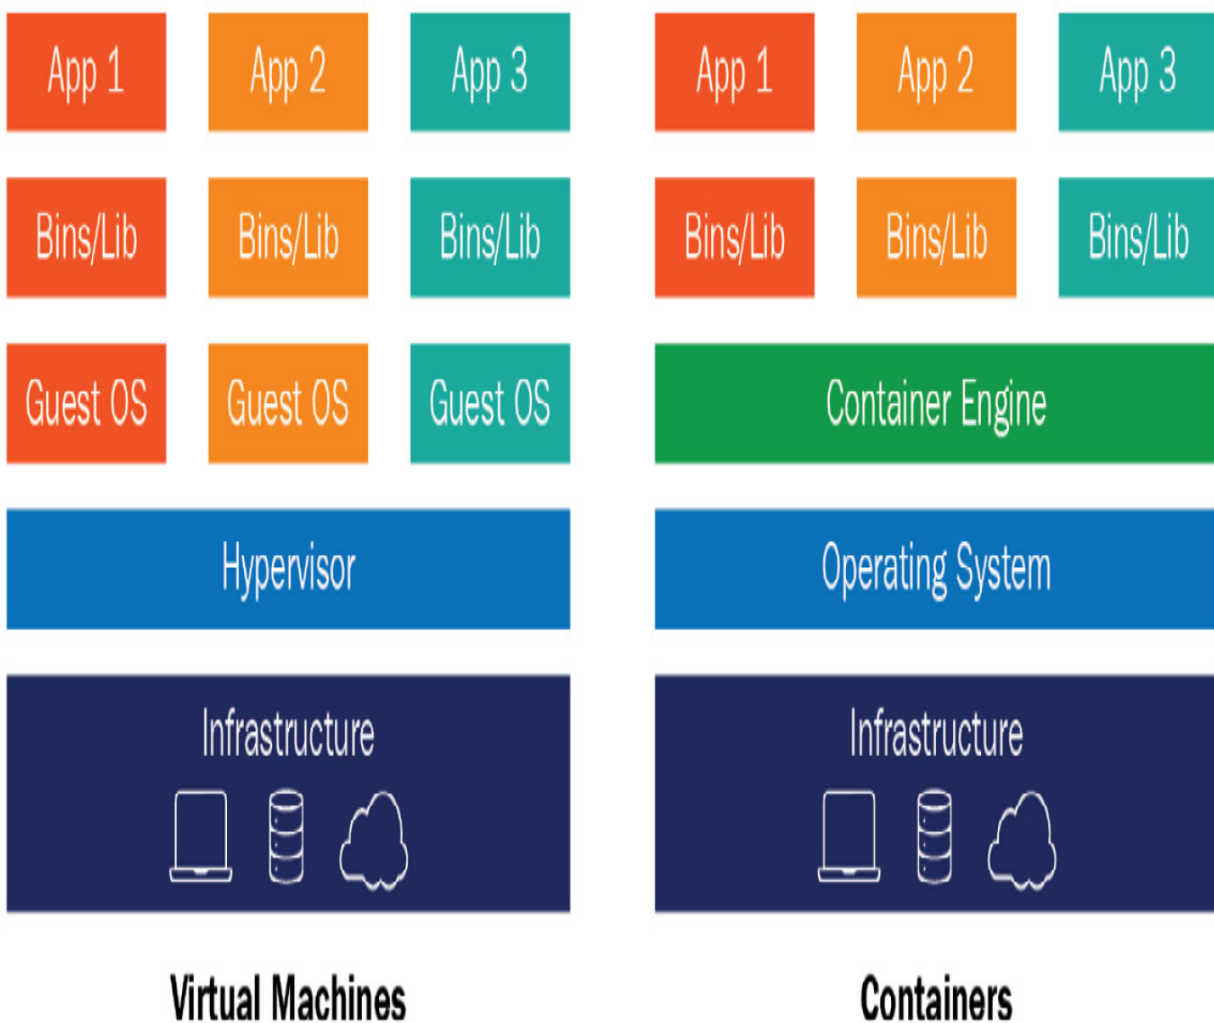 App 1
App 2
App 3
Bins/Lib
Bins/Lib
Bins/Lib
Guest OS
Guest OS
Guest OS
Hypervisor
Infrastructure
Virtual Machines
App 1
App 2
App 3
Bins/Lib
Bins/Lib
Bins/Lib
Container Engine
Operating System
Infrastructure
Containers